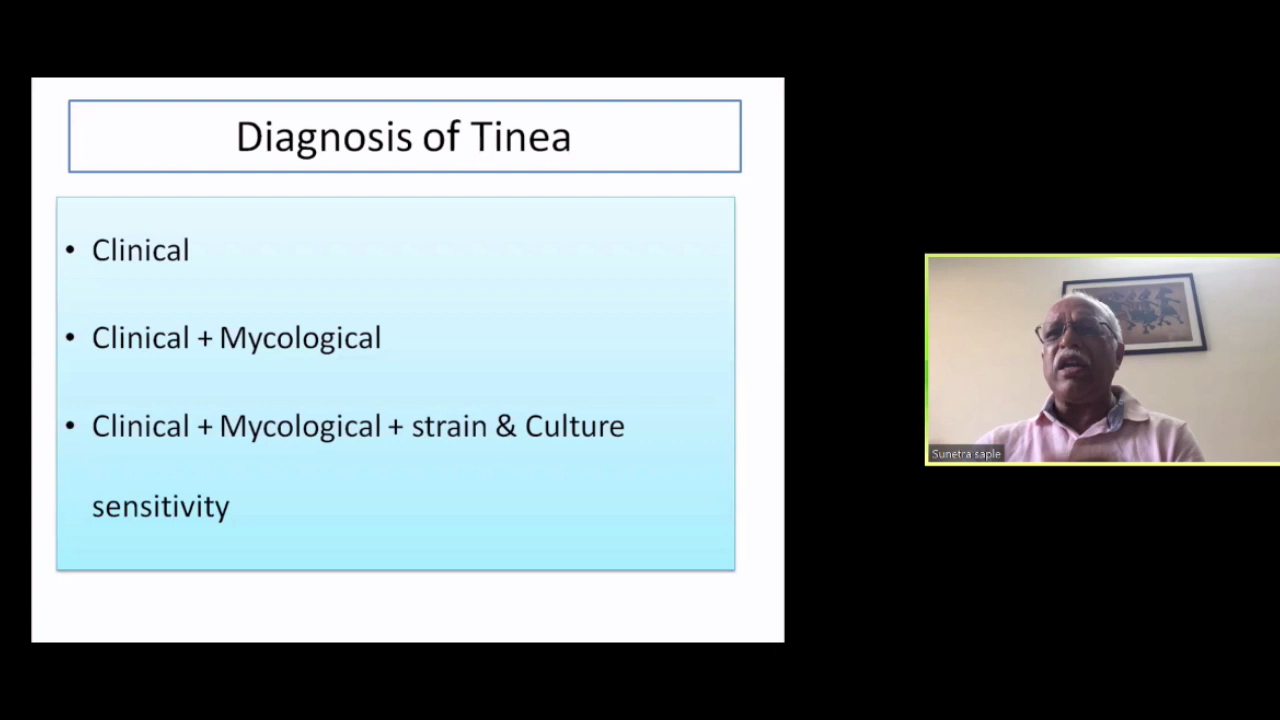 Diagnosis of Tinea
• Clinical
• Clinical + Mycological
• Clinical + Mycological + strain & Culture
sensitivity
Sunetra saple